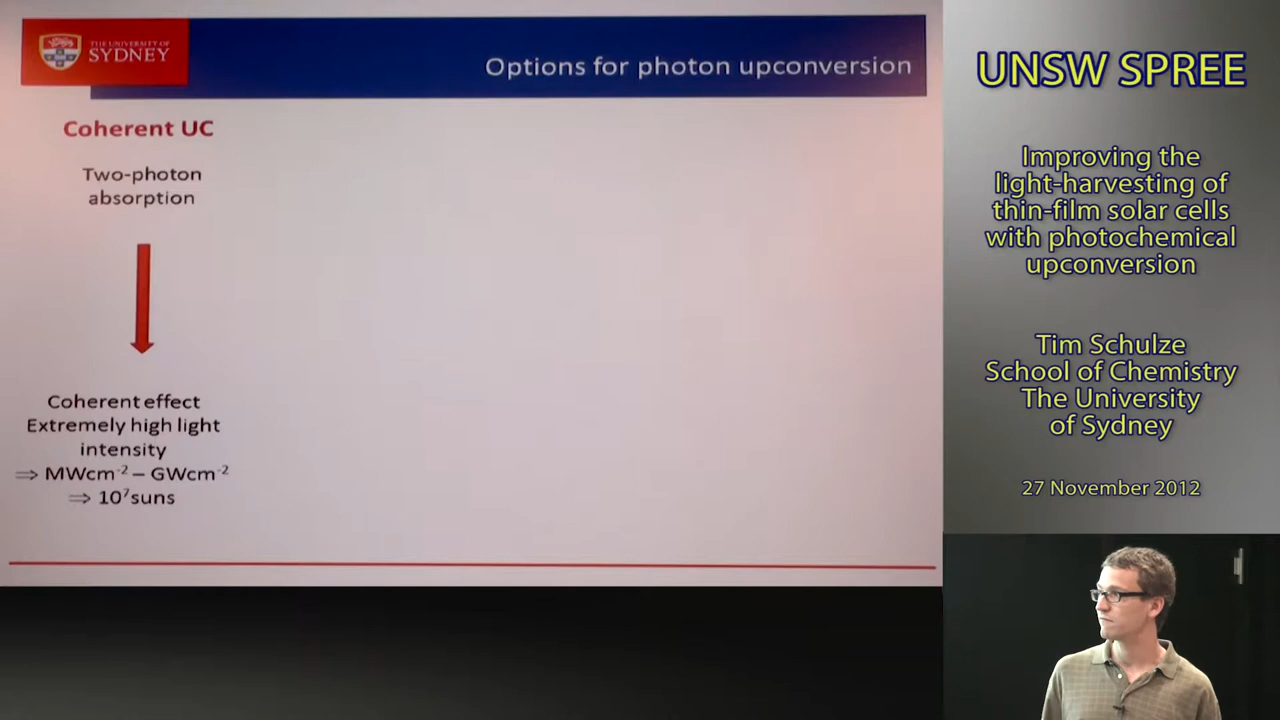 THE UNIVERSITY OF
SYDNEY
Options for photon upconversion
Coherent UC
Two-photon
absorption
Coherent effect
Extremely high light
intensity
⇒ MWcm⁻² – GWcm⁻²
⇒ 10⁷suns
UNSW SPREE
Improving the
light-harvesting of
thin-film solar cells
with photochemical
upconversion
Tim Schulze
School of Chemistry
The University
of Sydney
27 November 2012